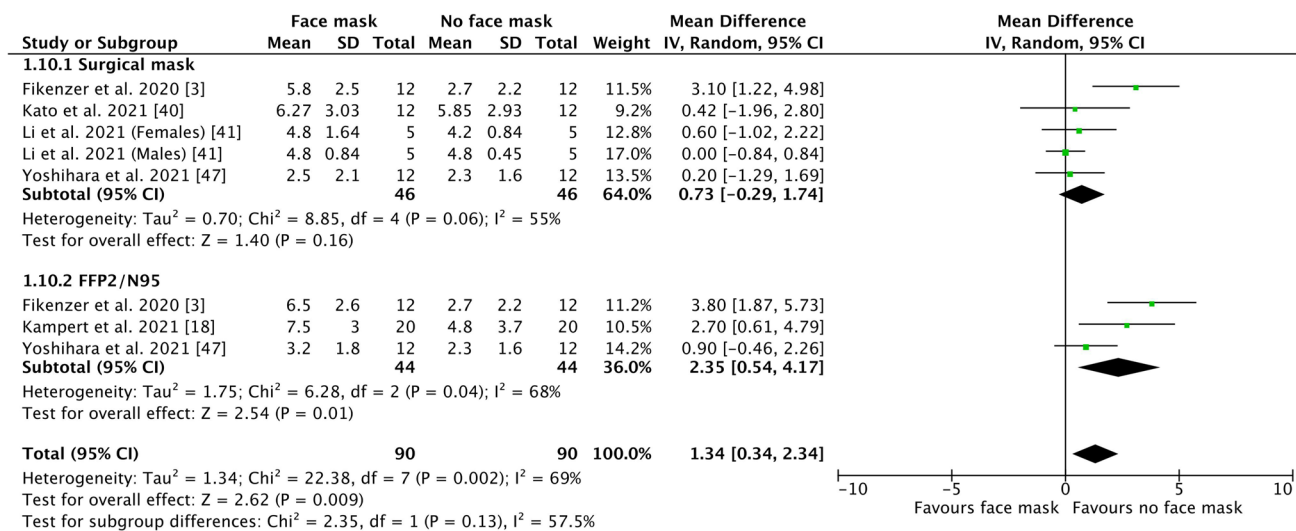 Face mask No face mask Mean Difference Mean Difference
Study or Subgroup Mean SD Total Mean SD Total Weight IV, Random, 95% CI IV, Random, 95% CI
1.10.1 Surgical mask
Fikenzer et al. 2020 [3] 5.8 2.5 12 2.7 2.2 12 11.5% 3.10 [1.22, 4.98]
Kato et al. 2021 [40] 6.27 3.03 12 5.85 2.93 12 9.2% 0.42 [-1.96, 2.80]
Li et al. 2021 (Females) [41] 4.8 1.64 5 4.2 0.84 5 12.8% 0.60 [-1.02, 2.22]
Li et al. 2021 (Males) [41] 4.8 0.84 5 4.8 0.45 5 17.0% 0.00 [-0.84, 0.84]
Yoshihara et al. 2021 [47] 2.5 2.1 12 2.3 1.6 12 13.5% 0.20 [-1.29, 1.69]
Subtotal (95% CI) 46 46 64.0% 0.73 [-0.29, 1.74]
Heterogeneity: Tau² = 0.70; Chi² = 8.85, df = 4 (P = 0.06); I² = 55%
Test for overall effect: Z = 1.40 (P = 0.16)
1.10.2 FFP2/N95
Fikenzer et al. 2020 [3] 6.5 2.6 12 2.7 2.2 12 11.2% 3.80 [1.87, 5.73]
Kampert et al. 2021 [18] 7.5 3 20 4.8 3.7 20 10.5% 2.70 [0.61, 4.79]
Yoshihara et al. 2021 [47] 3.2 1.8 12 2.3 1.6 12 14.2% 0.90 [-0.46, 2.26]
Subtotal (95% CI) 44 44 36.0% 2.35 [0.54, 4.17]
Heterogeneity: Tau² = 1.75; Chi² = 6.28, df = 2 (P = 0.04); I² = 68%
Test for overall effect: Z = 2.54 (P = 0.01)
Total (95% CI) 90 90 100.0% 1.34 [0.34, 2.34]
Heterogeneity: Tau² = 1.34; Chi² = 22.38, df = 7 (P = 0.002); I² = 69%
Test for overall effect: Z = 2.62 (P = 0.009)
Test for subgroup differences: Chi² = 2.35, df = 1 (P = 0.13), I² = 57.5%
-10 -5 0 5 10
Favours face mask Favours no face mask